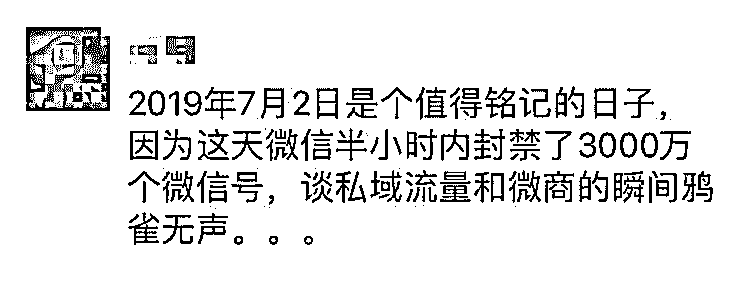 2019年7月2日是个值得铭记的日子，
因为这天微信半小时内封禁了3000万
个微信号，谈私域流量和微商的瞬间鸦
雀无声。。。